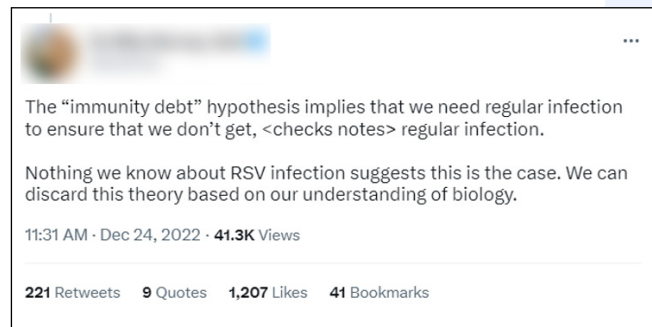 The “immunity debt” hypothesis implies that we need regular infection
to ensure that we don’t get, <checks notes> regular infection.
Nothing we know about RSV infection suggests this is the case. We can
discard this theory based on our understanding of biology.
11:31 AM · Dec 24, 2022 · 41.3K Views
221 Retweets 9 Quotes 1,207 Likes 41 Bookmarks